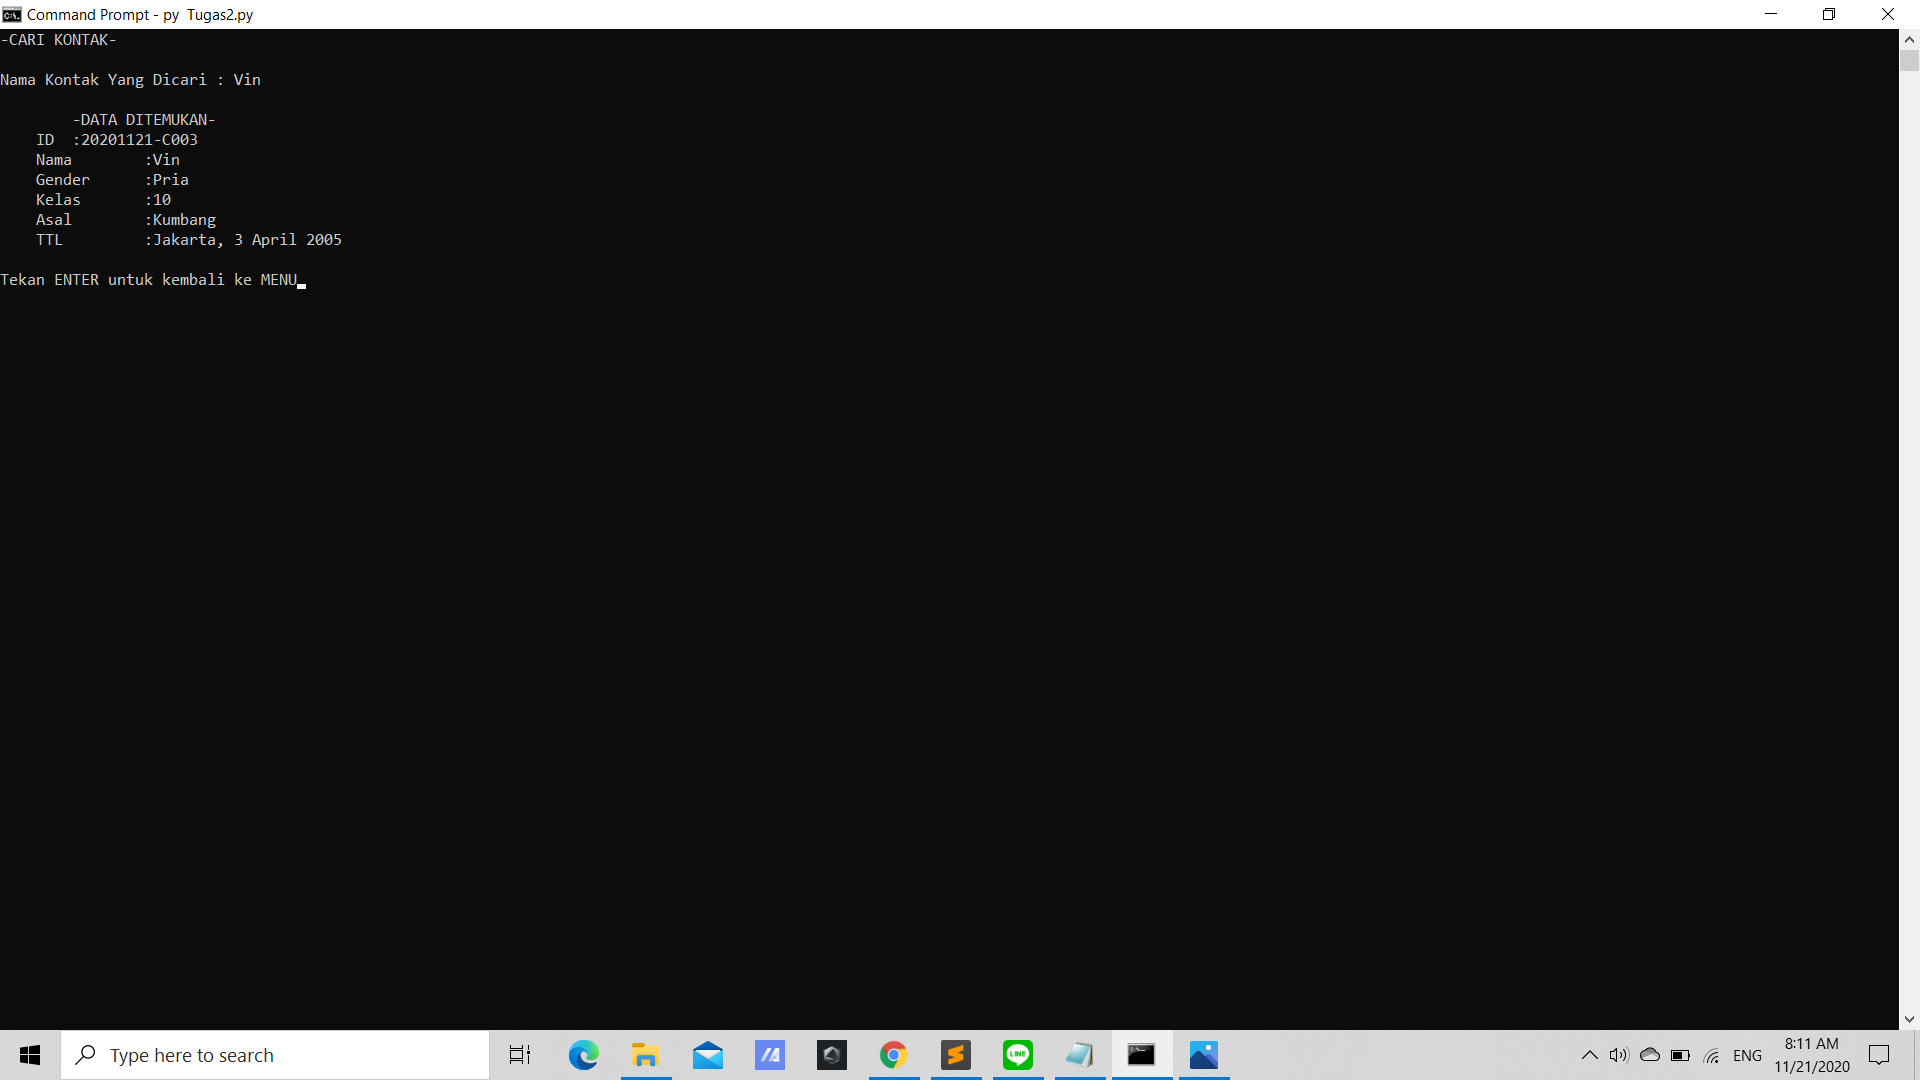 Command Prompt - py  Tugas2.py
-CARI KONTAK-
Nama Kontak Yang Dicari : Vin
-DATA DITEMUKAN-
ID  :20201121-C003
Nama        :Vin
Gender      :Pria
Kelas       :10
Asal        :Kumbang
TTL         :Jakarta, 3 April 2005
Tekan ENTER untuk kembali ke MENU
Type here to search
LINE
ENG
8:11 AM
11/21/2020